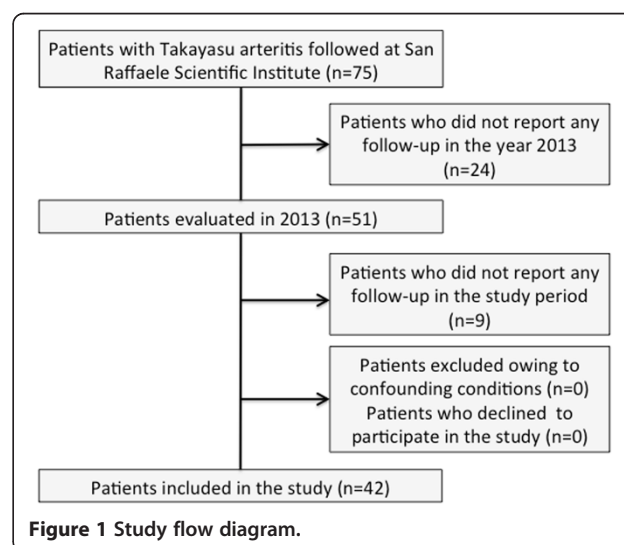 Patients with Takayasu arteritis followed at San
Raffaele Scientific Institute (n=75)
Patients who did not report any
follow-up in the year 2013
(n=24)
Patients evaluated in 2013 (n=51)
Patients who did not report any
follow-up in the study period
(n=9)
Patients excluded owing to
confounding conditions (n=0)
Patients who declined to
participate in the study (n=0)
Patients included in the study (n=42)
Figure 1 Study flow diagram.